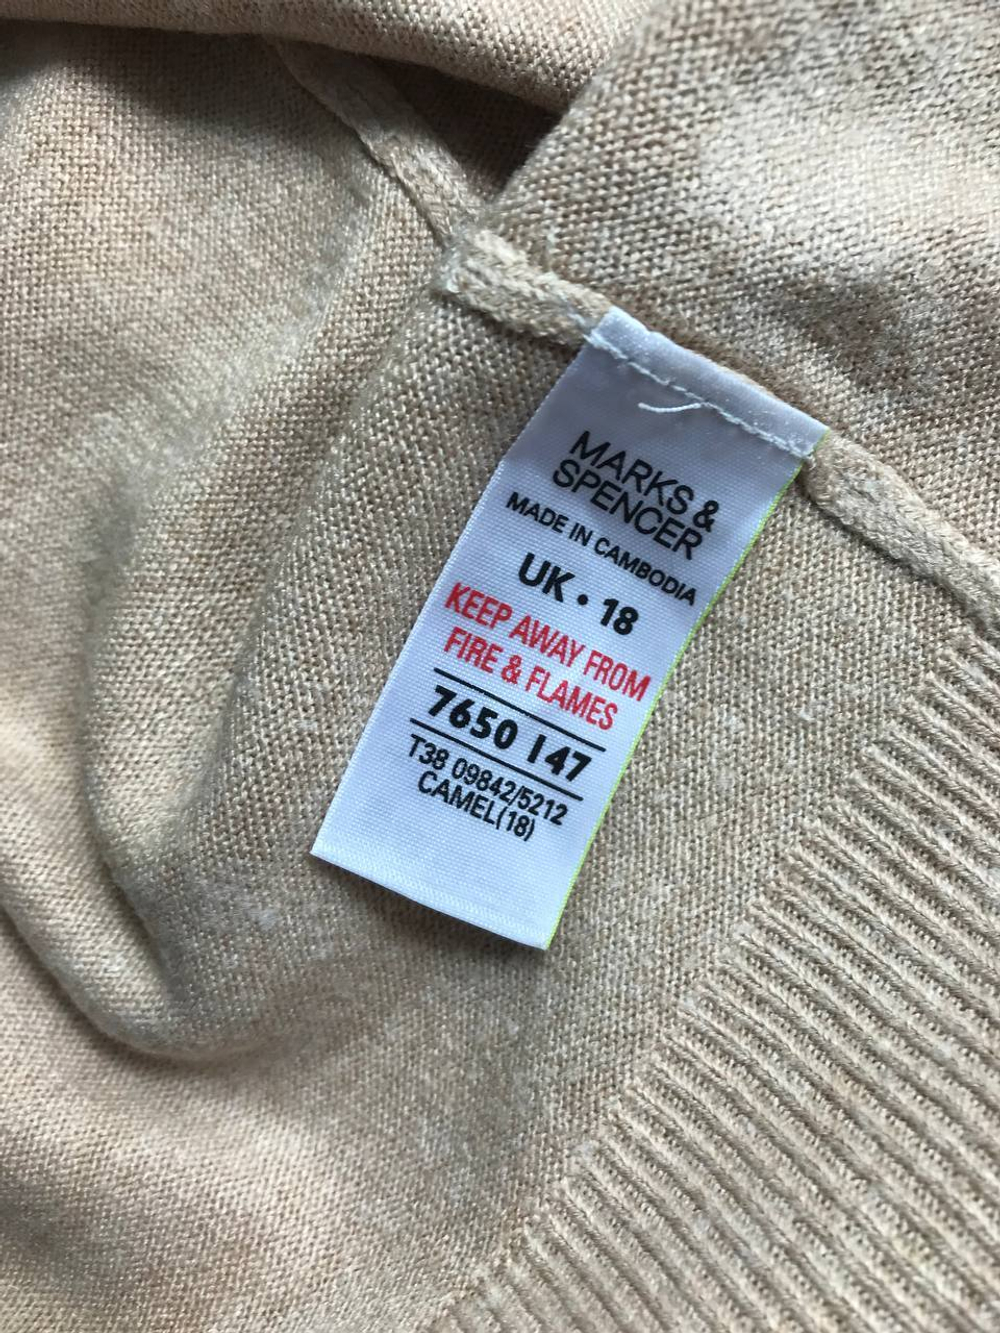 MARKS &
SPENCER
MADE IN CAMBODIA
UK • 18
KEEP AWAY FROM
FIRE & FLAMES
7650 147
T38 09842/5212
CAMEL(18)